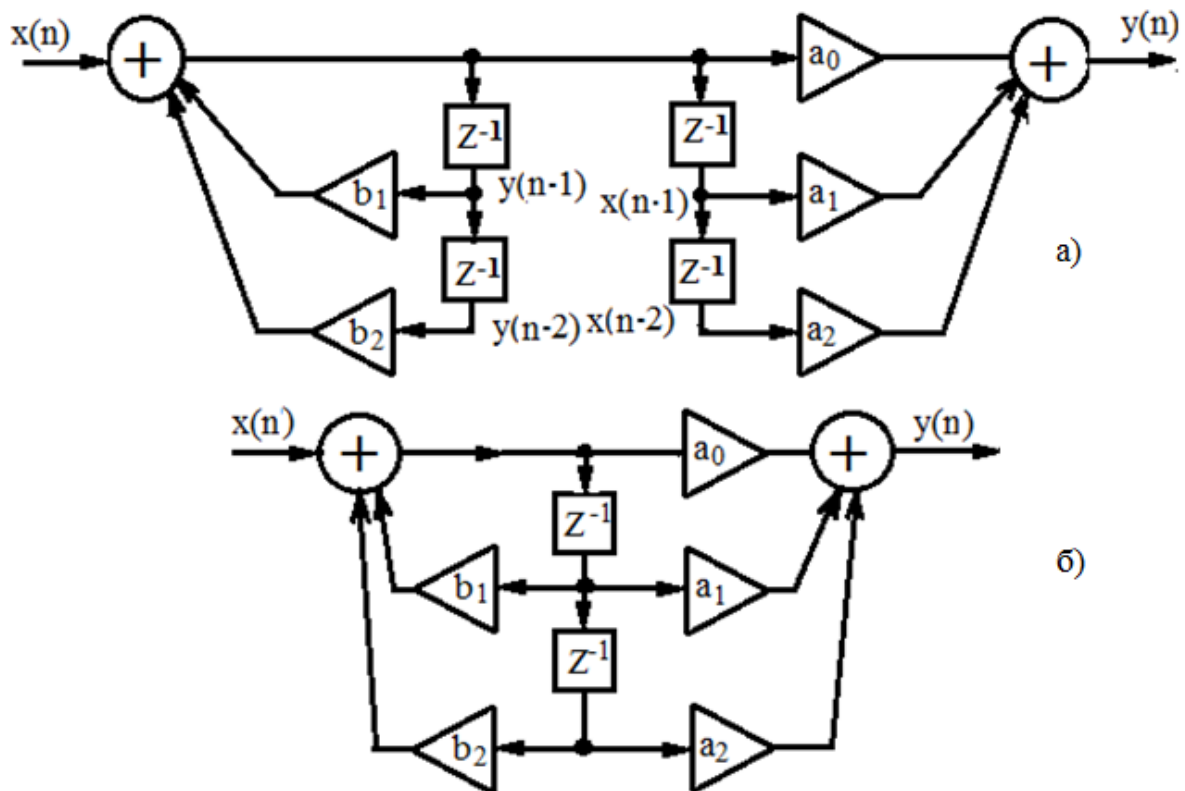 x(n)
+
a₀
+
y(n)
Z⁻¹
Z⁻¹
b₁
y(n-1)
x(n-1)
a₁
Z⁻¹
Z⁻¹
а)
b₂
y(n-2)
x(n-2)
a₂
x(n)
+
a₀
+
y(n)
Z⁻¹
b₁
a₁
б)
Z⁻¹
b₂
a₂